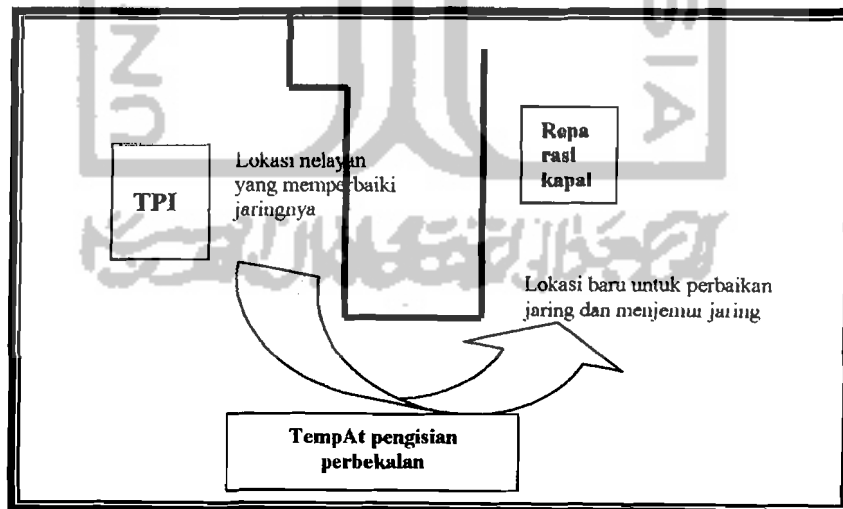 TPI
Lokasi nelayan
yang memperbaiki
jaringnya
Repa
rasi
kapal
Lokasi baru untuk perbaikan
jaring dan menjemur jaring
TempAt pengisian
perbekalan